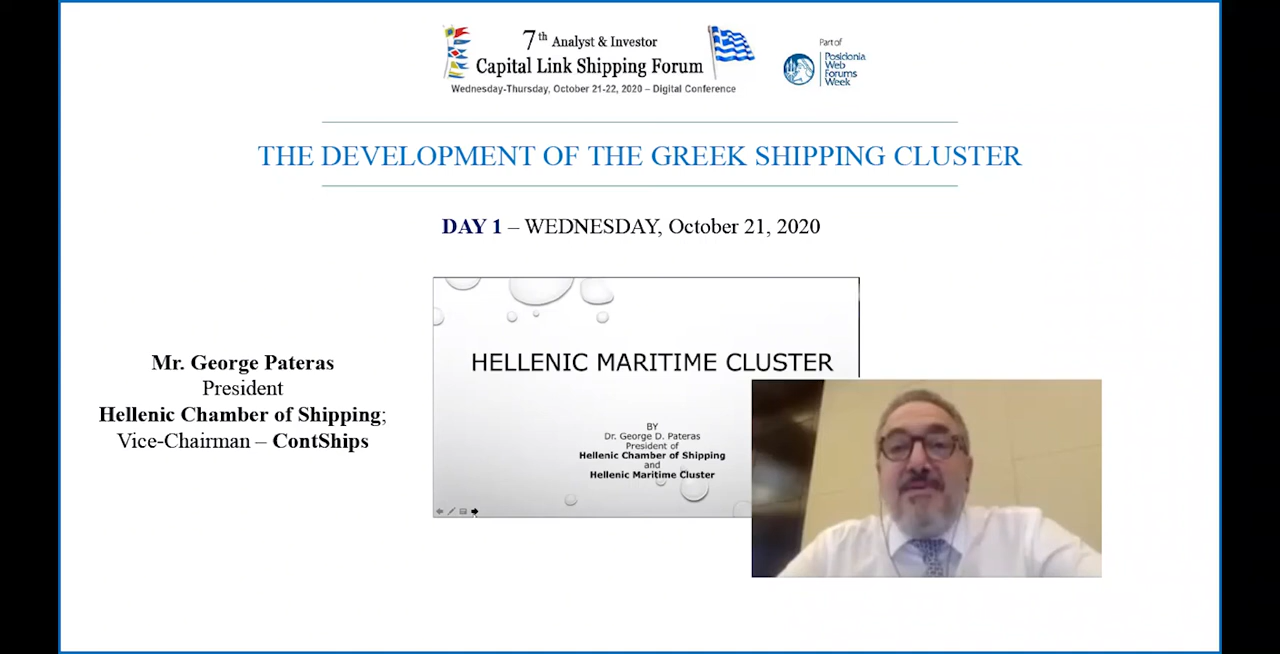 7th Analyst & Investor
Capital Link Shipping Forum
Wednesday-Thursday, October 21-22, 2020 – Digital Conference
Part of
Posidonia
Web
Forums
Week
THE DEVELOPMENT OF THE GREEK SHIPPING CLUSTER
DAY 1 – WEDNESDAY, October 21, 2020
Mr. George Pateras
President
Hellenic Chamber of Shipping;
Vice-Chairman – ContShips
HELLENIC MARITIME CLUSTER
BY
Dr. George D. Pateras
President of
Hellenic Chamber of Shipping
and
Hellenic Maritime Cluster